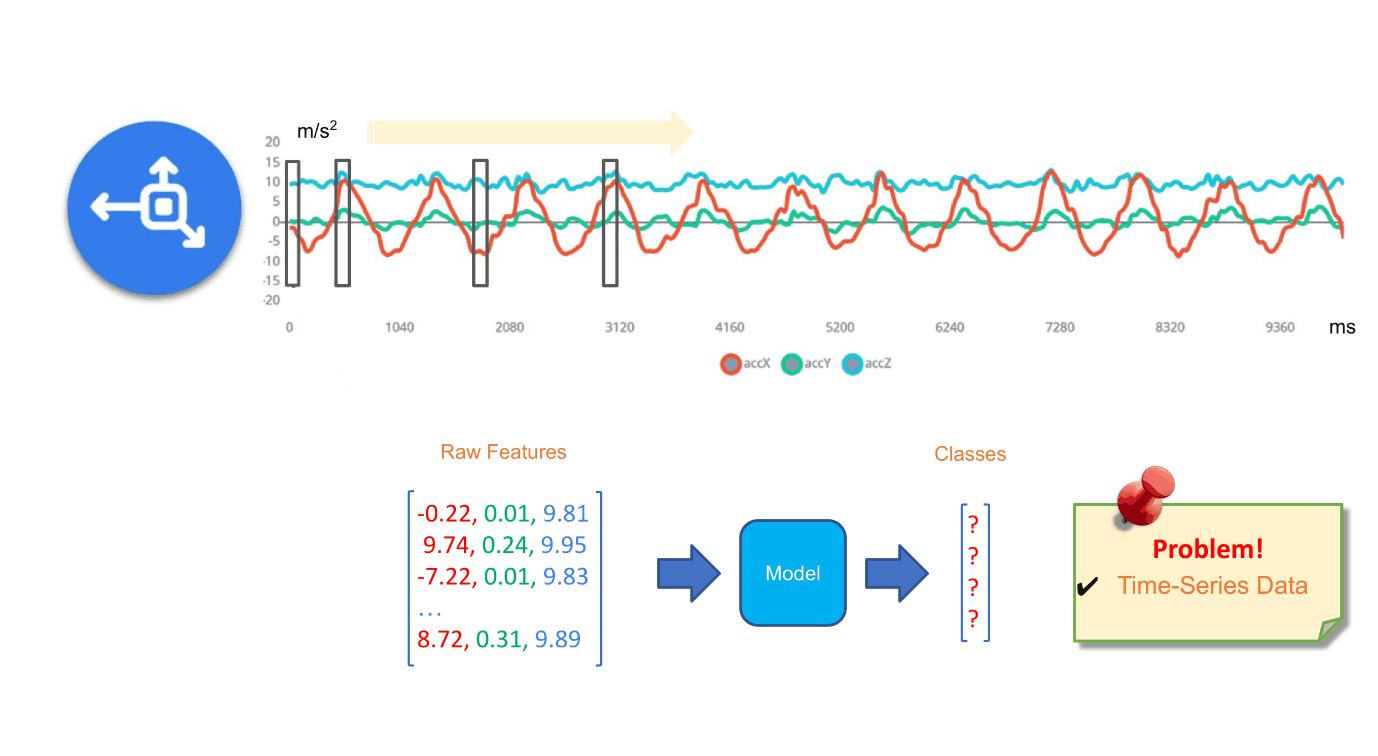 m/s²
20
15
10
5
0
-5
-10
-15
-20
0 1040 2080 3120 4160 5200 6240 7280 8320 9360 ms
accX accY accZ
Raw Features
Classes
-0.22, 0.01, 9.81
9.74, 0.24, 9.95
-7.22, 0.01, 9.83
...
8.72, 0.31, 9.89
Model
?
?
?
?
Problem!
✔ Time-Series Data